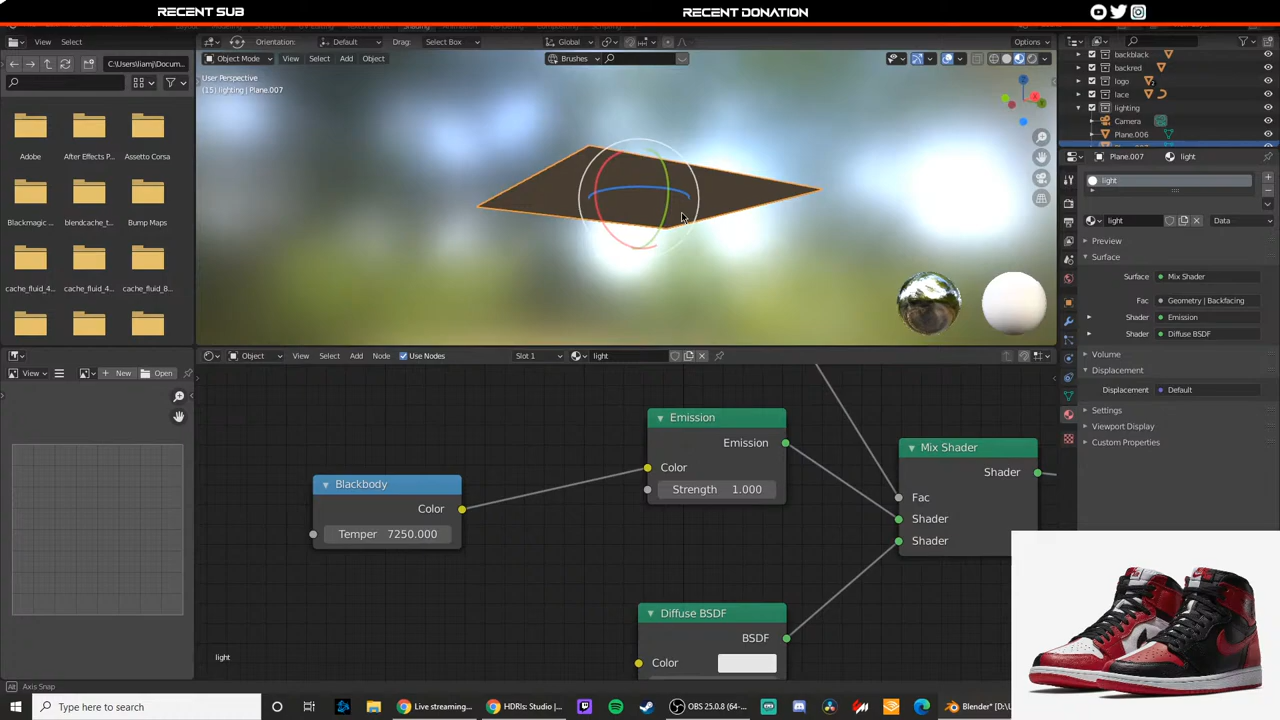 RECENT SUB
RECENT DONATION
View
Select
C:\Users\liamj\Docum...
Adobe
After Effects P...
Assetto Corsa
Blackmagic ...
blendcache_t...
Bump Maps
cache_fluid_4...
cache_fluid_4...
cache_fluid_8...
Orientation:
Default
Drag:
Select Box
Global
Options
Object Mode
View
Select
Add
Object
Brushes
User Perspective
(15) lighting | Plane.007
backblack
backred
logo
lace
lighting
Camera
Plane.006
Plane.007
light
light
light
Data
Preview
Surface
Surface
Mix Shader
Fac
Geometry | Backfacing
Shader
Emission
Shader
Diffuse BSDF
Volume
Displacement
Displacement
Default
Settings
Viewport Display
Custom Properties
View
New
Open
Object
View
Select
Add
Node
Use Nodes
Slot 1
light
Emission
Emission
Color
Strength 1.000
Blackbody
Color
Temper 7250.000
Mix Shader
Shader
Fac
Shader
Shader
Diffuse BSDF
BSDF
Color
light
Axis Snap
Type here to search
Live streaming...
HDRIs: Studio |...
OBS 25.0.8 (64-...
Blender* [D:\...